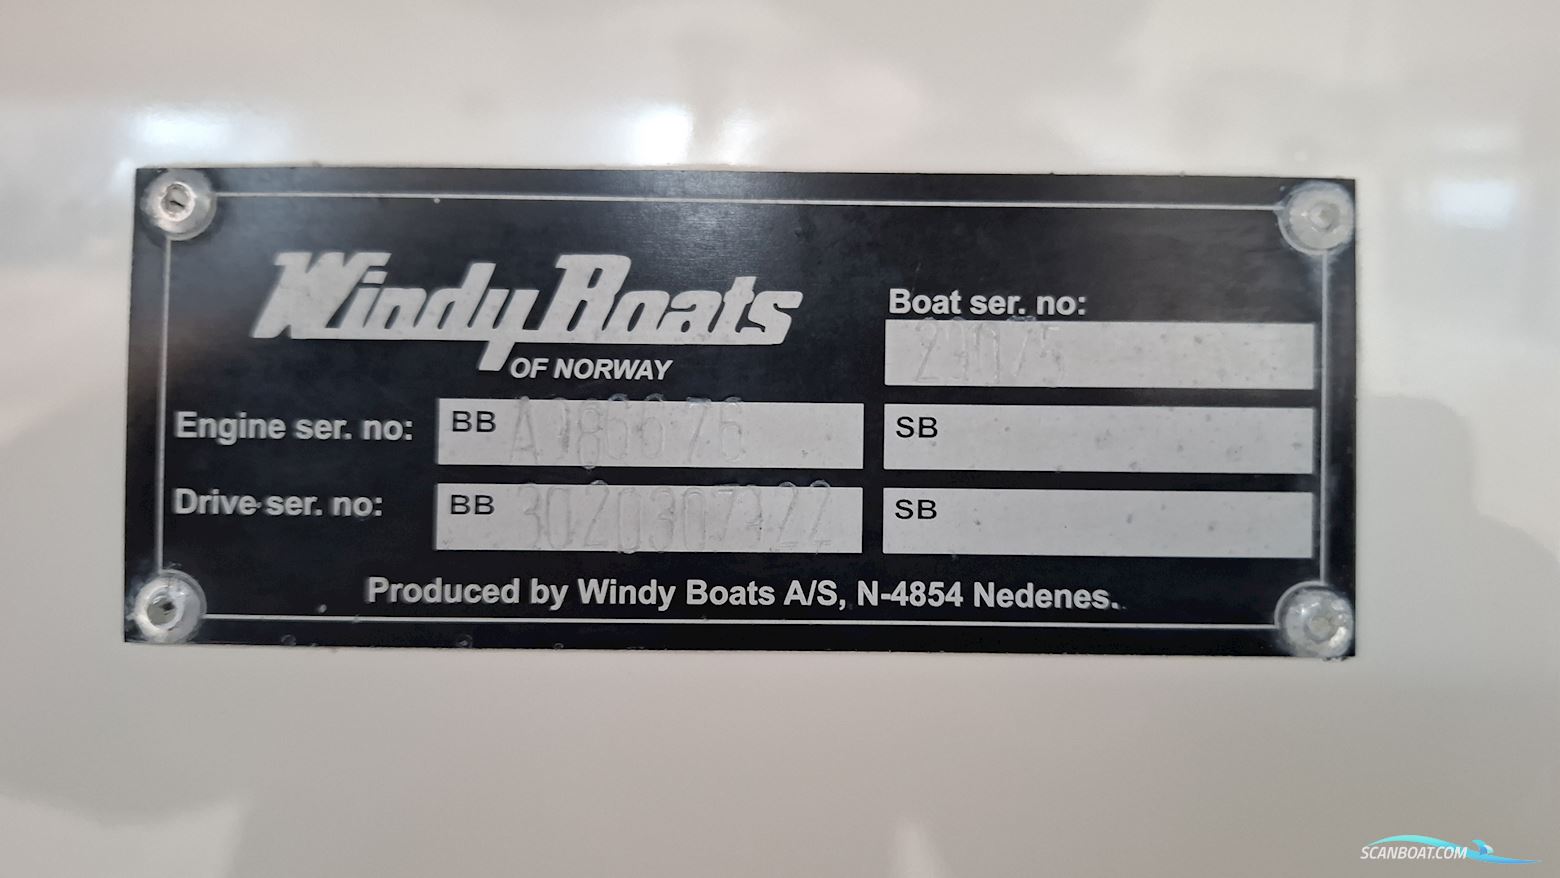 Windy Boats
OF NORWAY
Boat ser. no:
Engine ser. no: BB SB
Drive ser. no: BB 3020307322 SB
Produced by Windy Boats A/S, N-4854 Nedenes.
SCANBOAT.COM